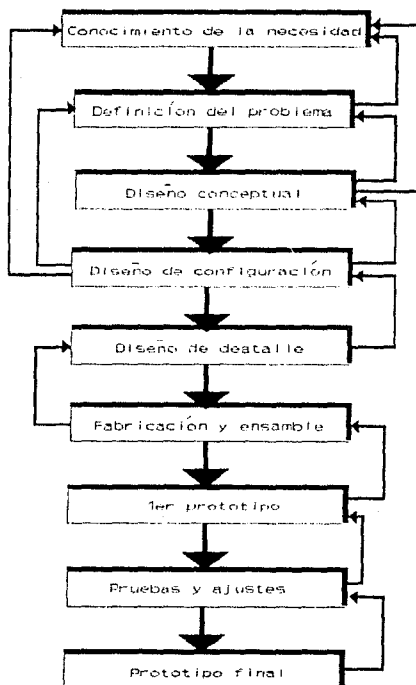 Conocimiento de la necesidad
Definición del problema
Diseño conceptual
Diseño de configuración
Diseño de deatalle
Fabricación y ensamble
1er prototipo
Pruebas y ajustes
Prototipo final